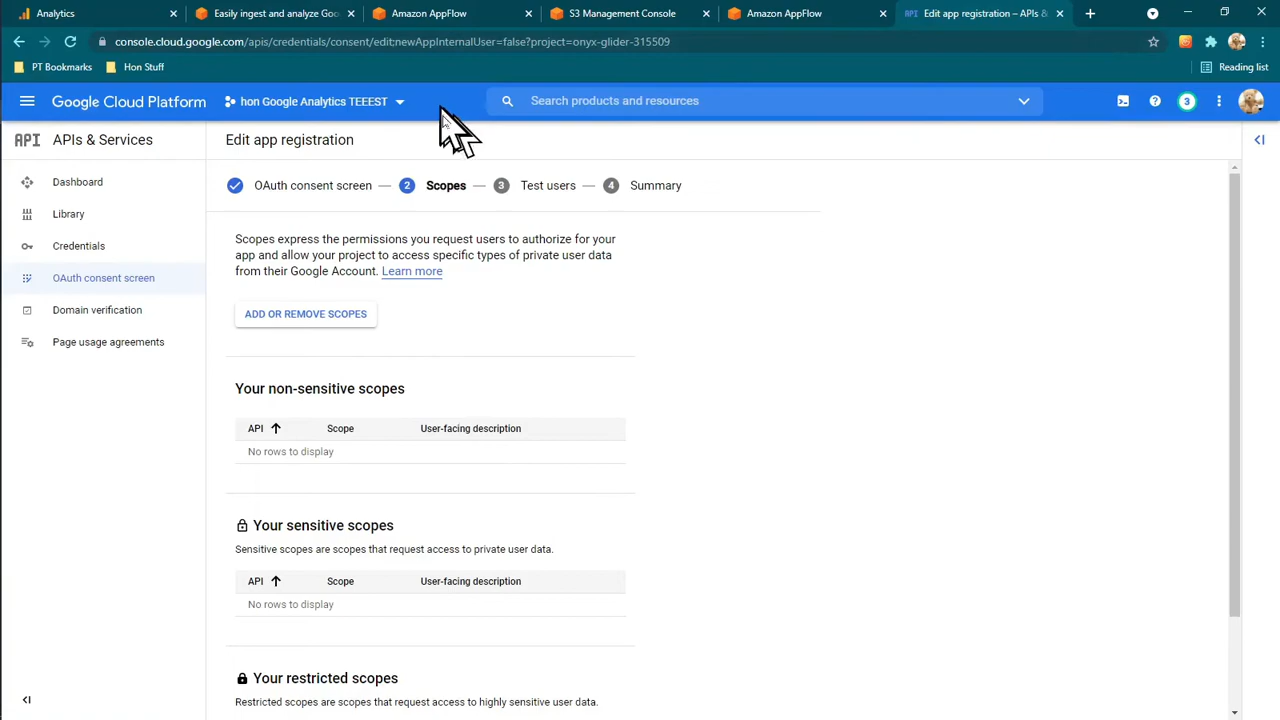 Analytics
Easily ingest and analyze Goo
Amazon AppFlow
S3 Management Console
Amazon AppFlow
Edit app registration – APIs &
console.cloud.google.com/apis/credentials/consent/edit;newAppInternalUser=false?project=onyx-glider-315509
PT Bookmarks
Hon Stuff
Reading list
Google Cloud Platform
hon Google Analytics TEEEST
Search products and resources
3
API
APIs & Services
Edit app registration
Dashboard
Library
Credentials
OAuth consent screen
Domain verification
Page usage agreements
OAuth consent screen — 2 Scopes — 3 Test users — 4 Summary
Scopes express the permissions you request users to authorize for your
app and allow your project to access specific types of private user data
from their Google Account. Learn more
ADD OR REMOVE SCOPES
Your non-sensitive scopes
API Scope User-facing description
No rows to display
Your sensitive scopes
Sensitive scopes are scopes that request access to private user data.
API Scope User-facing description
No rows to display
Your restricted scopes
Restricted scopes are scopes that request access to highly sensitive user data.